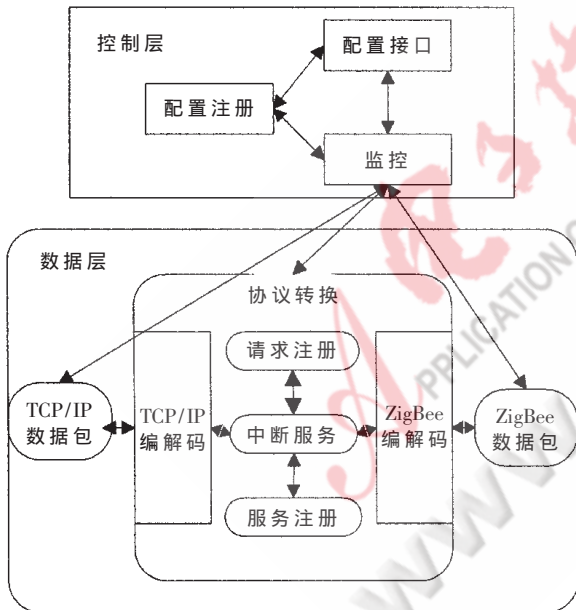 控制层
配置接口
配置注册
监控
数据层
协议转换
请求注册
TCP/IP
数据包
TCP/IP
编解码
中断服务
ZigBee
编解码
ZigBee
数据包
服务注册
APPLICATION
WWW